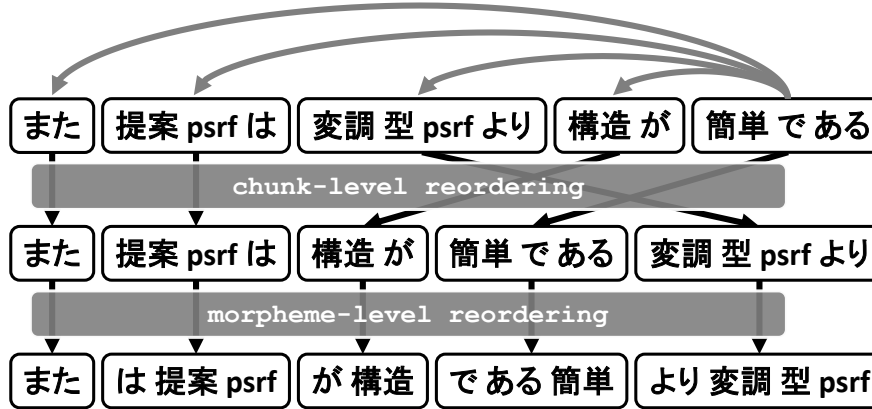 また 提案 psrf は 変調 型 psrf より 構造 が 簡単 で ある
chunk-level reordering
また 提案 psrf は 構造 が 簡単 で ある 変調 型 psrf より
morpheme-level reordering
また は 提案 psrf が 構造 で ある 簡単 より 変調 型 psrf